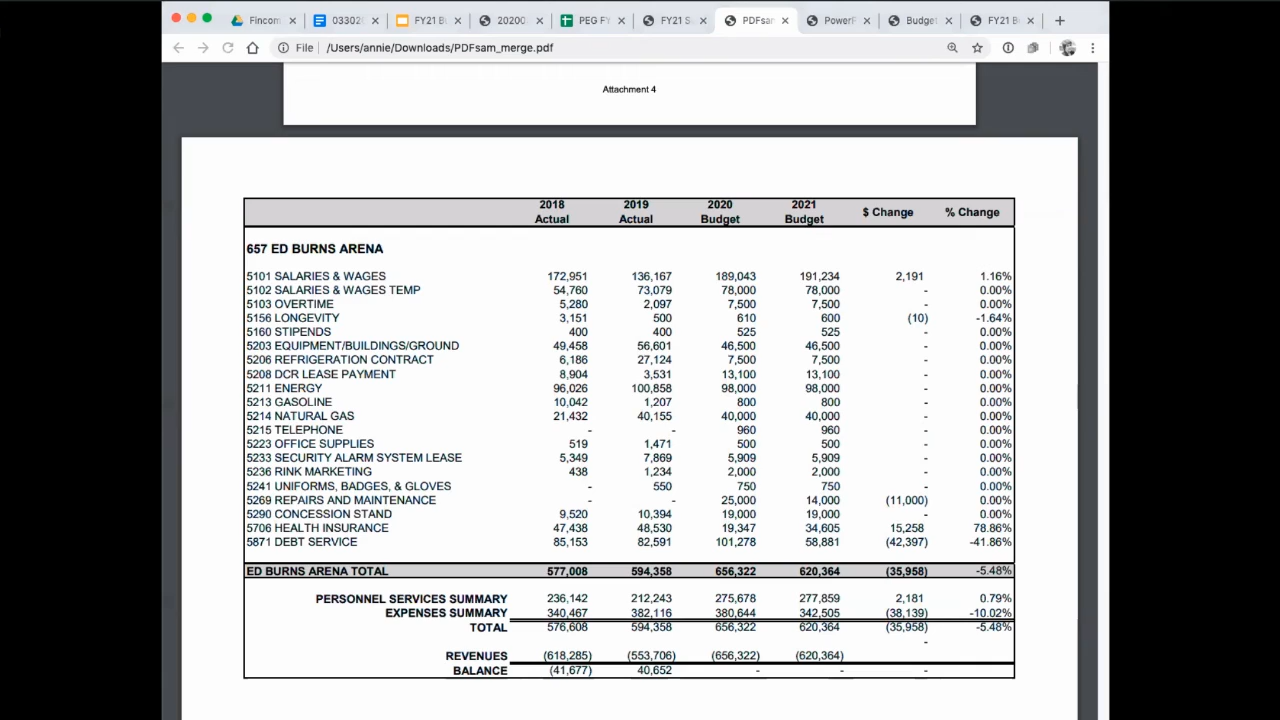 Fincom
03302
FY21 B
20200
PEG FY
FY21 S
PDFsar
PowerP
Budget
FY21 B
File | /Users/annie/Downloads/PDFsam_merge.pdf
Attachment 4
2018 Actual 2019 Actual 2020 Budget 2021 Budget $ Change % Change
657 ED BURNS ARENA
5101 SALARIES & WAGES 172,951 136,167 189,043 191,234 2,191 1.16%
5102 SALARIES & WAGES TEMP 54,760 73,079 78,000 78,000 - 0.00%
5103 OVERTIME 5,280 2,097 7,500 7,500 - 0.00%
5156 LONGEVITY 3,151 500 610 600 (10) -1.64%
5160 STIPENDS 400 400 525 525 - 0.00%
5203 EQUIPMENT/BUILDINGS/GROUND 49,458 56,601 46,500 46,500 - 0.00%
5206 REFRIGERATION CONTRACT 6,186 27,124 7,500 7,500 - 0.00%
5208 DCR LEASE PAYMENT 8,904 3,531 13,100 13,100 - 0.00%
5211 ENERGY 96,026 100,858 98,000 98,000 - 0.00%
5213 GASOLINE 10,042 1,207 800 800 - 0.00%
5214 NATURAL GAS 21,432 40,155 40,000 40,000 - 0.00%
5215 TELEPHONE - - 960 960 - 0.00%
5223 OFFICE SUPPLIES 519 1,471 500 500 - 0.00%
5233 SECURITY ALARM SYSTEM LEASE 5,349 7,869 5,909 5,909 - 0.00%
5236 RINK MARKETING 438 1,234 2,000 2,000 - 0.00%
5241 UNIFORMS, BADGES, & GLOVES - 550 750 750 - 0.00%
5269 REPAIRS AND MAINTENANCE - - 25,000 14,000 (11,000) 0.00%
5290 CONCESSION STAND 9,520 10,394 19,000 19,000 - 0.00%
5706 HEALTH INSURANCE 47,438 48,530 19,347 34,605 15,258 78.86%
5871 DEBT SERVICE 85,153 82,591 101,278 58,881 (42,397) -41.86%
ED BURNS ARENA TOTAL 577,008 594,358 656,322 620,364 (35,958) -5.48%
PERSONNEL SERVICES SUMMARY 236,142 212,243 275,678 277,859 2,181 0.79%
EXPENSES SUMMARY 340,467 382,116 380,644 342,505 (38,139) -10.02%
TOTAL 576,608 594,358 656,322 620,364 (35,958) -5.48%
-
REVENUES (618,285) (553,706) (656,322) (620,364)
BALANCE (41,677) 40,652 - - -